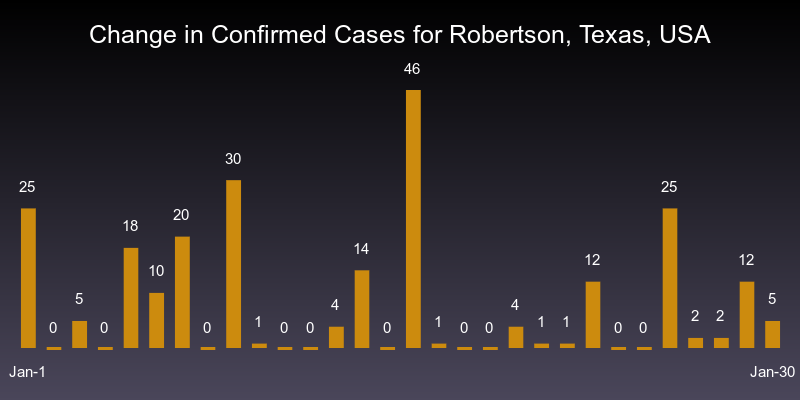 Change in Confirmed Cases for Robertson, Texas, USA
25 0 5 0 18 10 20 0 30 1 0 0 4 14 0 46 1 0 0 4 1 1 12 0 0 25 2 2 12 5
Jan-1 Jan-30